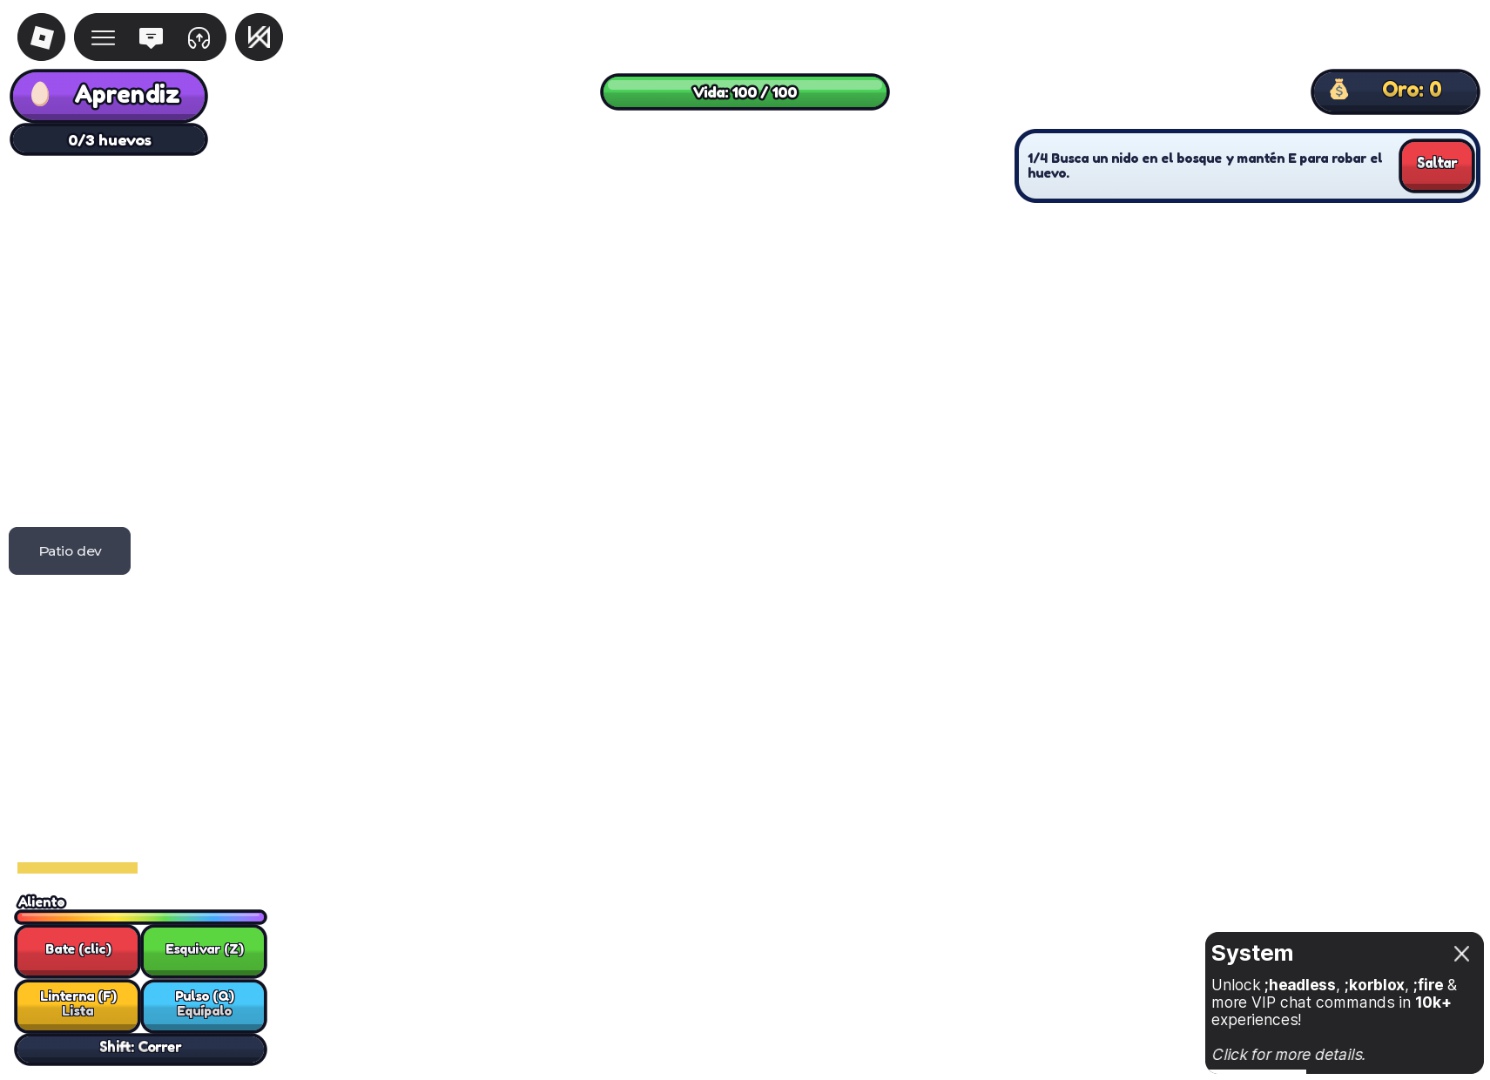 Aprendiz
0/3 huevos
Vida: 100 / 100
Oro: 0
1/4 Busca un nido en el bosque y mantén E para robar el
huevo.
Saltar
Patio dev
Aliento
Bate (clic)
Esquivar (Z)
Linterna (F)
Lista
Pulso (Q)
Equípalo
Shift: Correr
System
Unlock ;headless, ;korblox, ;fire &
more VIP chat commands in 10k+
experiences!
Click for more details.